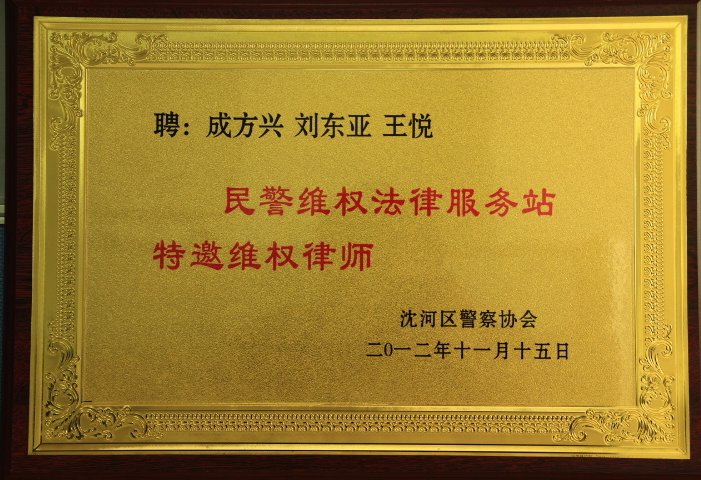 聘：成方兴 刘东亚 王悦
民警维权法律服务站
特邀维权律师
沈河区警察协会
二0一二年十一月十五日